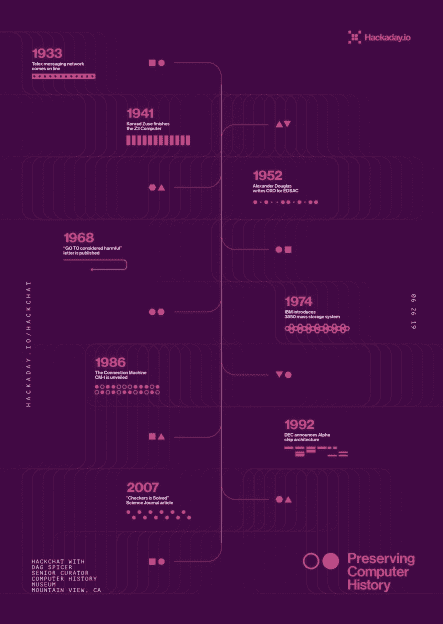 Hackaday.io
1933
Telex messaging network
comes on line
1941
Konrad Zuse finishes
the Z3 Computer
1952
Alexander Douglas
writes OXO for EDSAC
1968
"GO TO considered harmful"
letter is published
1974
IBM introduces
3850 mass storage system
HACKADAY.IO/HACKCHAT
06 26 19
1986
The Connection Machine
CM-1 is unveiled
1992
DEC announces Alpha
chip architecture
2007
"Checkers is Solved"
Science Journal article
HACKCHAT WITH
DAG SPICER
SENIOR CURATOR
COMPUTER HISTORY
MUSEUM
MOUNTAIN VIEW, CA
Preserving
Computer
History